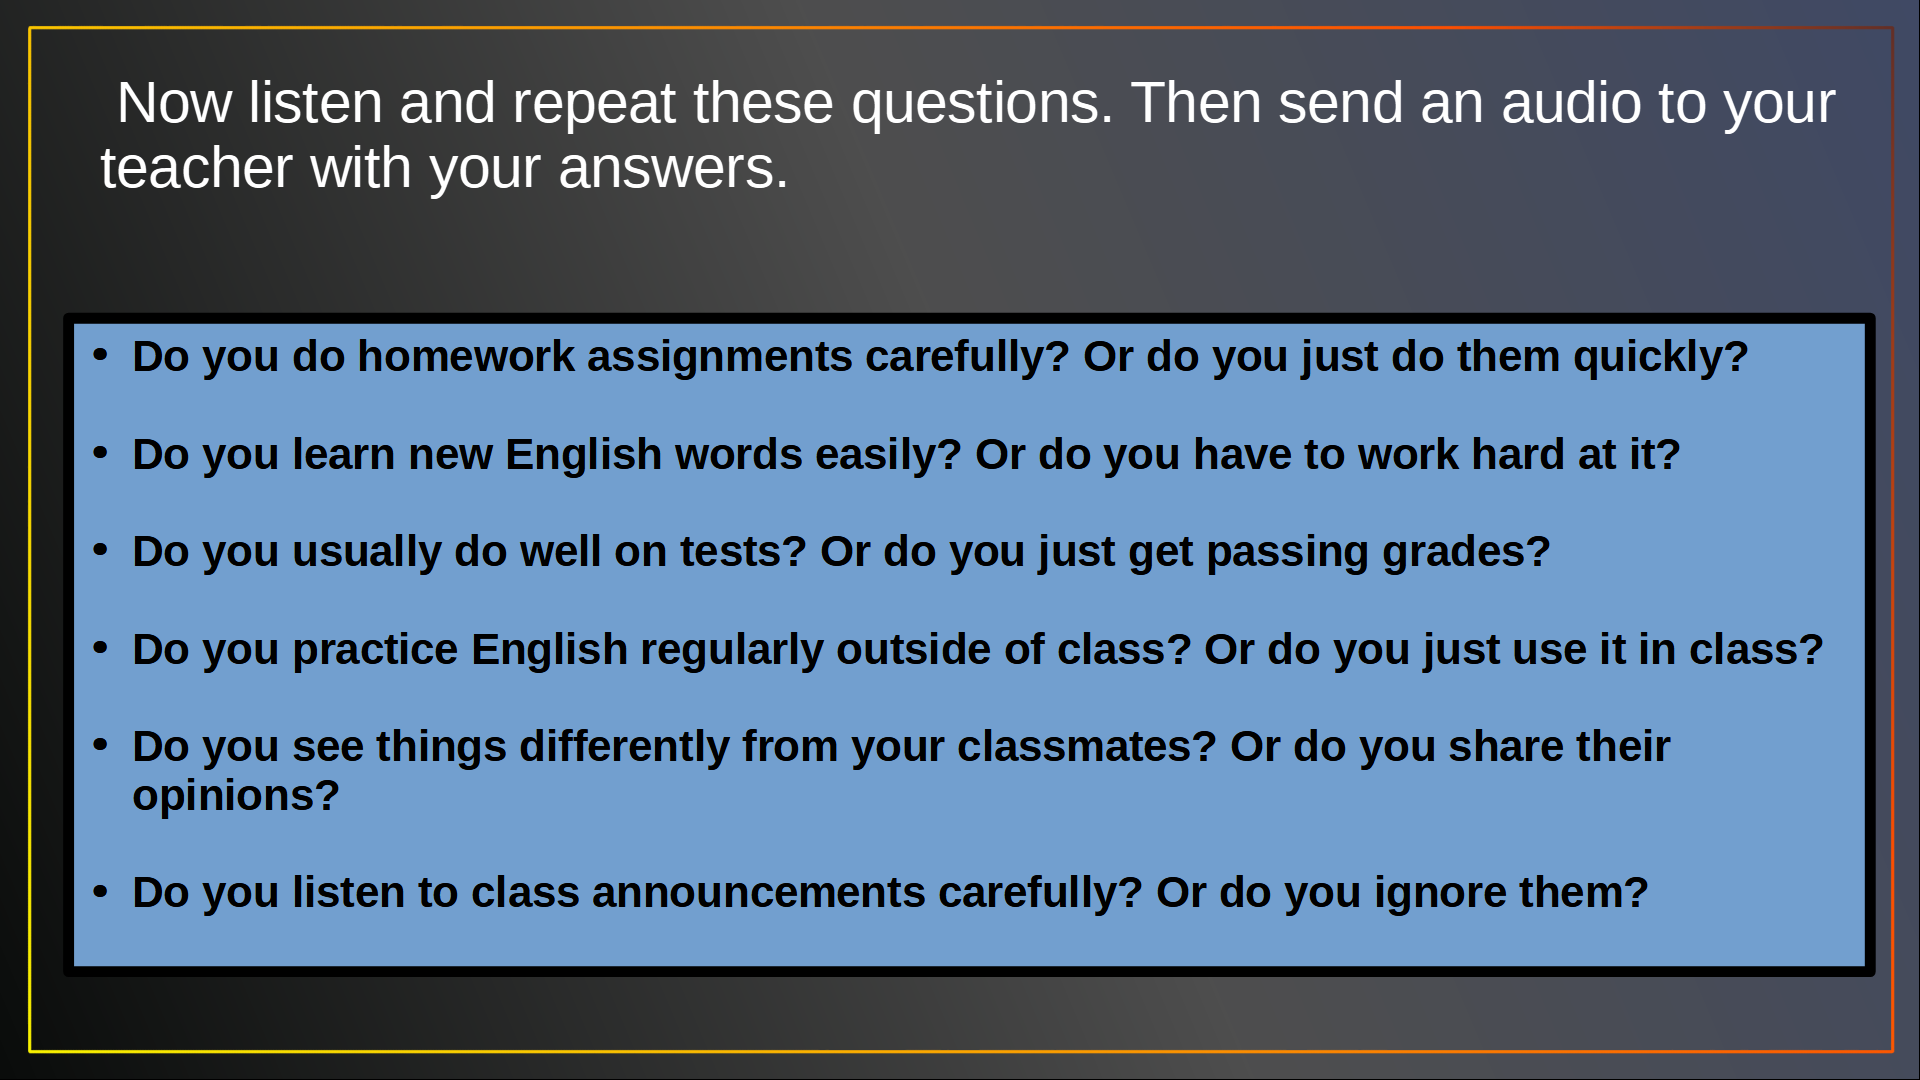 Now listen and repeat these questions. Then send an audio to your
teacher with your answers.
• Do you do homework assignments carefully? Or do you just do them quickly?
• Do you learn new English words easily? Or do you have to work hard at it?
• Do you usually do well on tests? Or do you just get passing grades?
• Do you practice English regularly outside of class? Or do you just use it in class?
• Do you see things differently from your classmates? Or do you share their
opinions?
• Do you listen to class announcements carefully? Or do you ignore them?